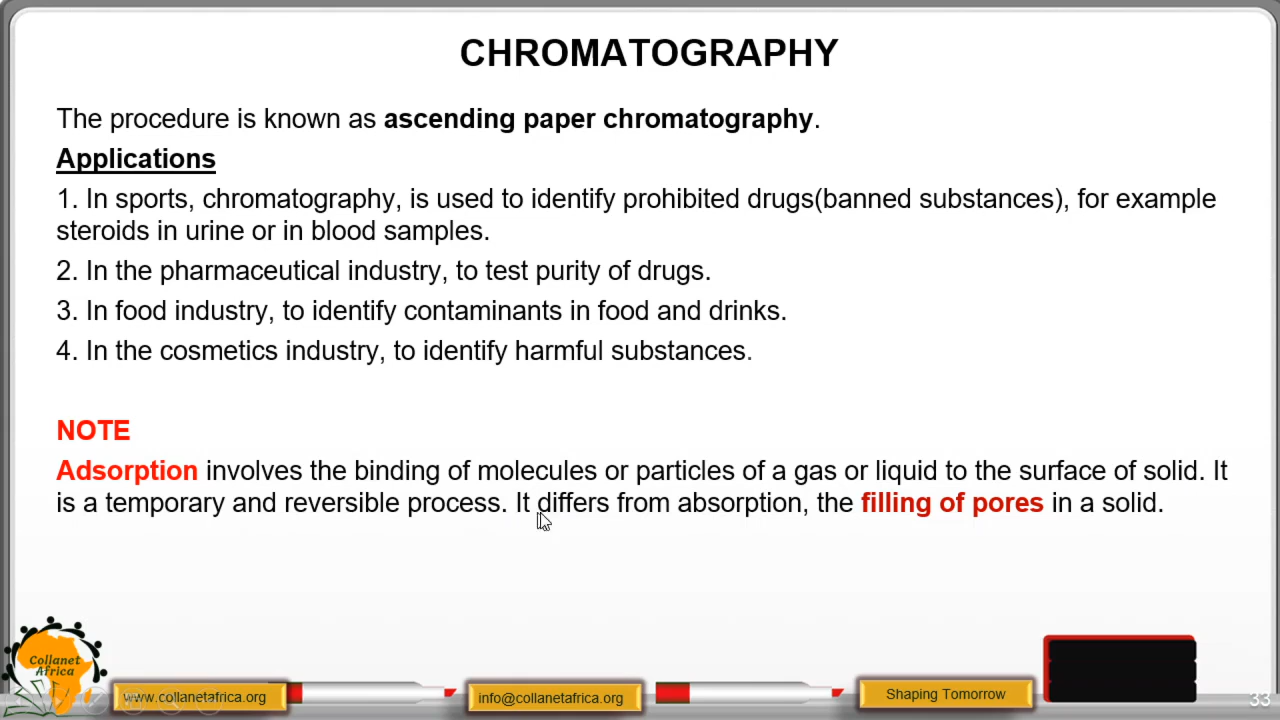 CHROMATOGRAPHY
The procedure is known as ascending paper chromatography.
Applications
1. In sports, chromatography, is used to identify prohibited drugs(banned substances), for example
steroids in urine or in blood samples.
2. In the pharmaceutical industry, to test purity of drugs.
3. In food industry, to identify contaminants in food and drinks.
4. In the cosmetics industry, to identify harmful substances.
NOTE
Adsorption involves the binding of molecules or particles of a gas or liquid to the surface of solid. It
is a temporary and reversible process. It differs from absorption, the filling of pores in a solid.
Collanet
Africa
www.collanetafrica.org
info@collanetafrica.org
Shaping Tomorrow
33